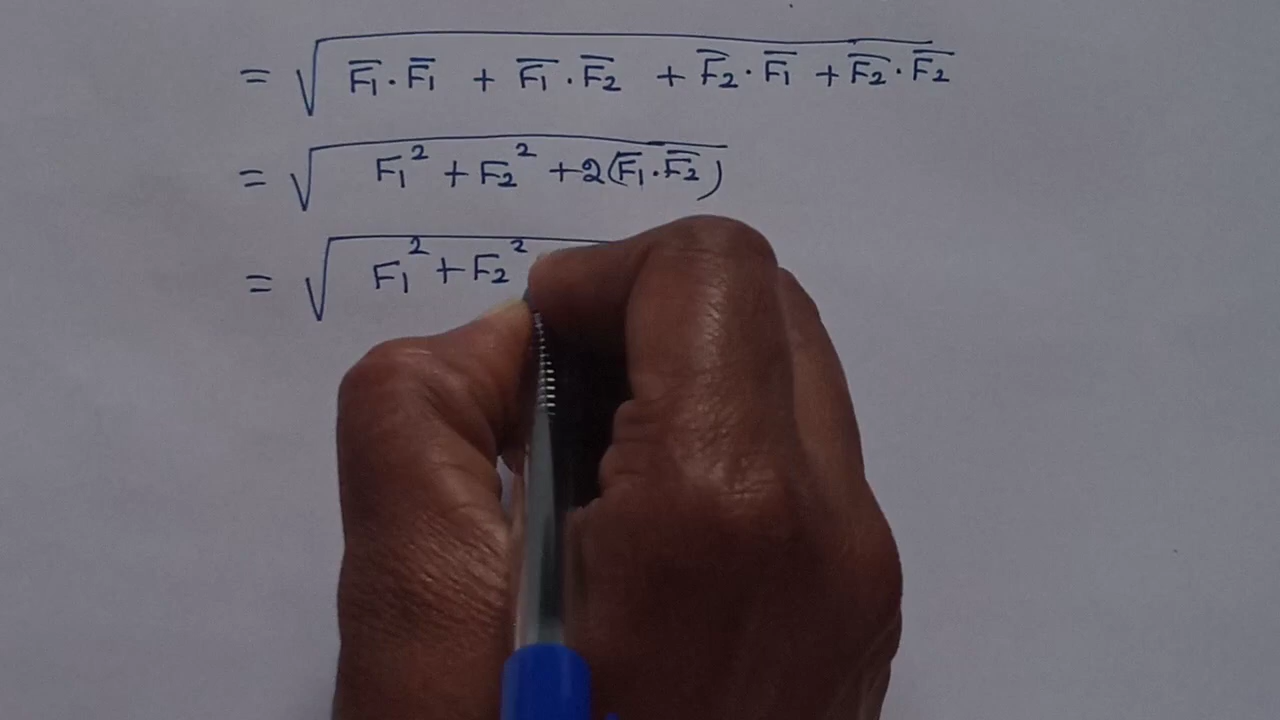 = √ F̅₁ · F̅₁ + F̅₁ · F̅₂ + F̅₂ · F̅₁ + F̅₂ · F̅₂
= √ F₁² + F₂² + 2(F̅₁ · F̅₂)
= √ F₁² + F₂²